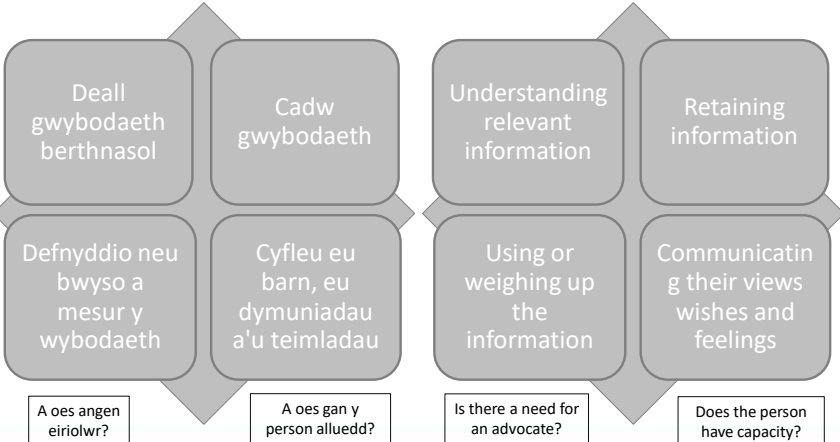 Deall
gwybodaeth
berthnasol
Cadw
gwybodaeth
Defnyddio neu
bwyso a
mesur y
wybodaeth
Cyfleu eu
barn, eu
dymuniadau
a'u teimladau
A oes angen
eiriolwr?
A oes gan y
person alluedd?
Understanding
relevant
information
Retaining
information
Using or
weighing up
the
information
Communicatin
g their views
wishes and
feelings
Is there a need for
an advocate?
Does the person
have capacity?